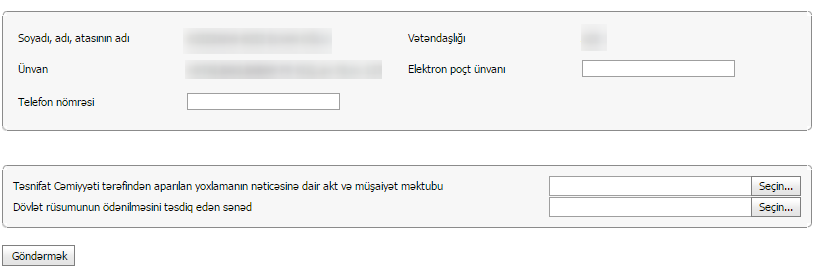 Soyadı, adı, atasının adı
Vətəndaşlığı
Ünvan
Elektron poçt ünvanı
Telefon nömrəsi
Təsnifat Cəmiyyəti tərəfindən aparılan yoxlamanın nəticəsinə dair akt və müşaiyət məktubu
Seçin...
Dövlət rüsumunun ödənilməsini təsdiq edən sənəd
Seçin...
Göndərmək